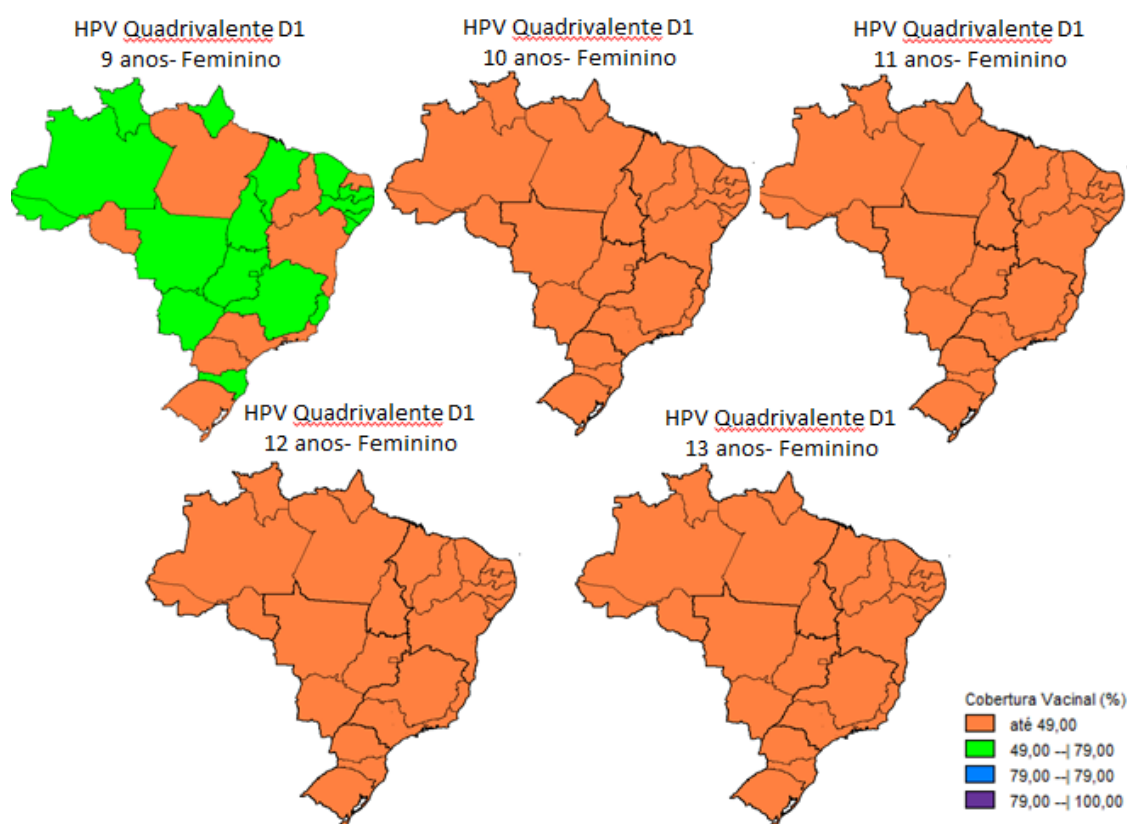 HPV Quadrivalente D1
9 anos- Feminino
HPV Quadrivalente D1
10 anos- Feminino
HPV Quadrivalente D1
11 anos- Feminino
HPV Quadrivalente D1
12 anos- Feminino
HPV Quadrivalente D1
13 anos- Feminino
Cobertura Vacinal (%)
até 49,00
49,00 --| 79,00
79,00 --| 79,00
79,00 --| 100,00